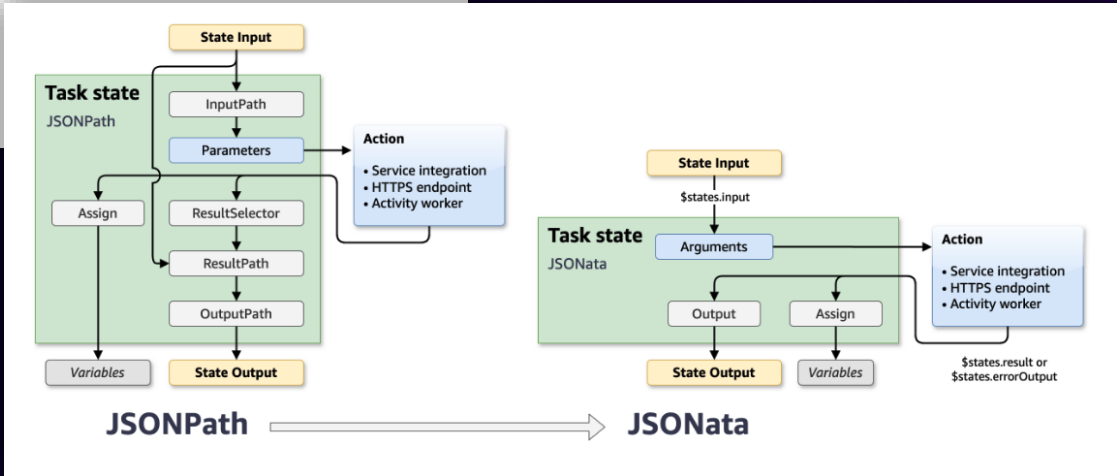 State Input
Task state
JSONPath
InputPath
Parameters
Action
• Service integration
• HTTPS endpoint
• Activity worker
Assign
ResultSelector
ResultPath
OutputPath
Variables
State Output
State Input
$states.input
Task state
JSONata
Arguments
Action
• Service integration
• HTTPS endpoint
• Activity worker
Output
Assign
$states.result or
$states.errorOutput
State Output
Variables
JSONPath
JSONata